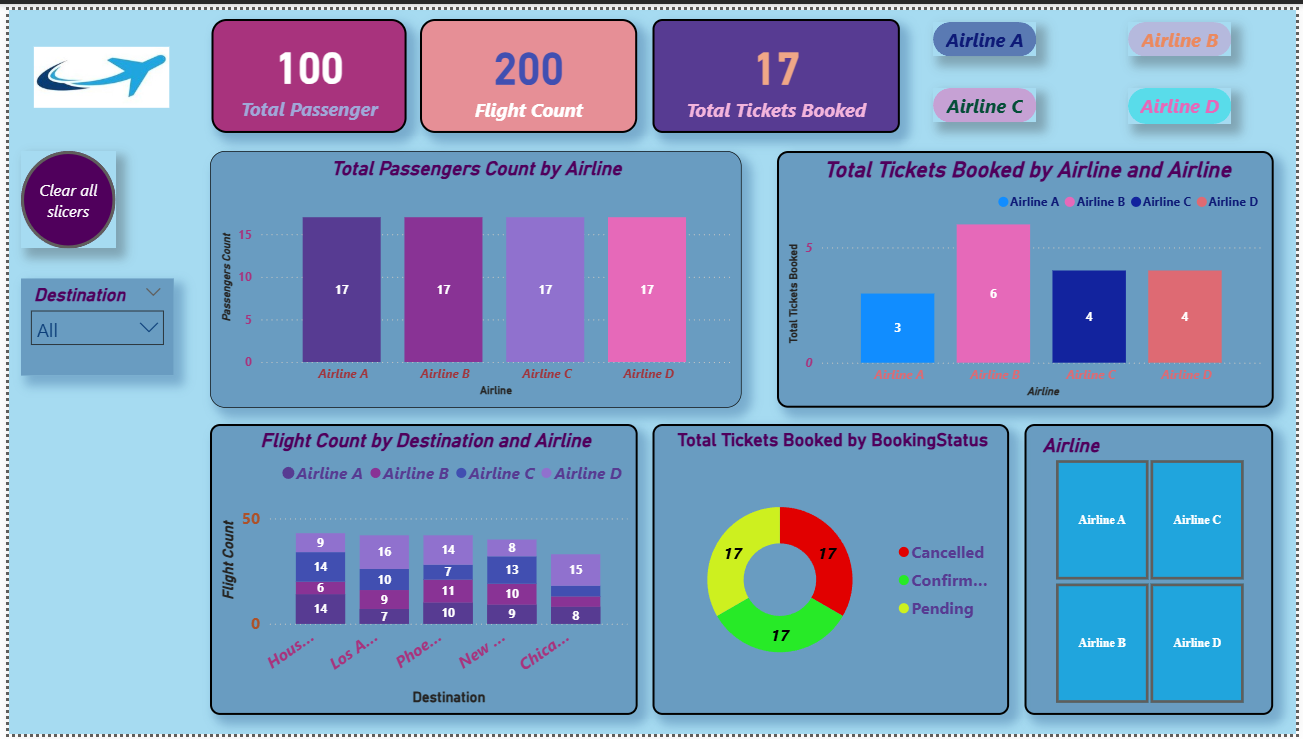 100
Total Passenger
200
Flight Count
17
Total Tickets Booked
Airline A
Airline B
Airline C
Airline D
Clear all
slicers
Destination
All
Total Passengers Count by Airline
Passengers Count
15
10
5
0
17
17
17
17
Airline A
Airline B
Airline C
Airline D
Airline
Total Tickets Booked by Airline and Airline
Airline A
Airline B
Airline C
Airline D
Total Tickets Booked
5
0
3
6
4
4
Airline A
Airline B
Airline C
Airline D
Airline
Flight Count by Destination and Airline
Airline A
Airline B
Airline C
Airline D
Flight Count
50
0
9
14
6
14
16
10
9
7
14
7
11
10
8
13
10
9
15
8
Hous...
Los A...
Phoe...
New ...
Chica...
Destination
Total Tickets Booked by BookingStatus
17
17
17
Cancelled
Confirm...
Pending
Airline
Airline A
Airline C
Airline B
Airline D